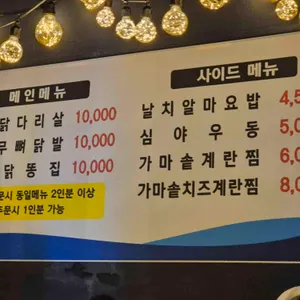 메인메뉴
닭다리살 10,000
무뼈닭발 10,000
닭똥집 10,000
문시 동일메뉴 2인분 이상
주문시 1인분 가능
사이드 메뉴
날치알마요밥 4,5
심야우동 5,0
가마솥계란찜 6,0
가마솥치즈계란찜 8,0